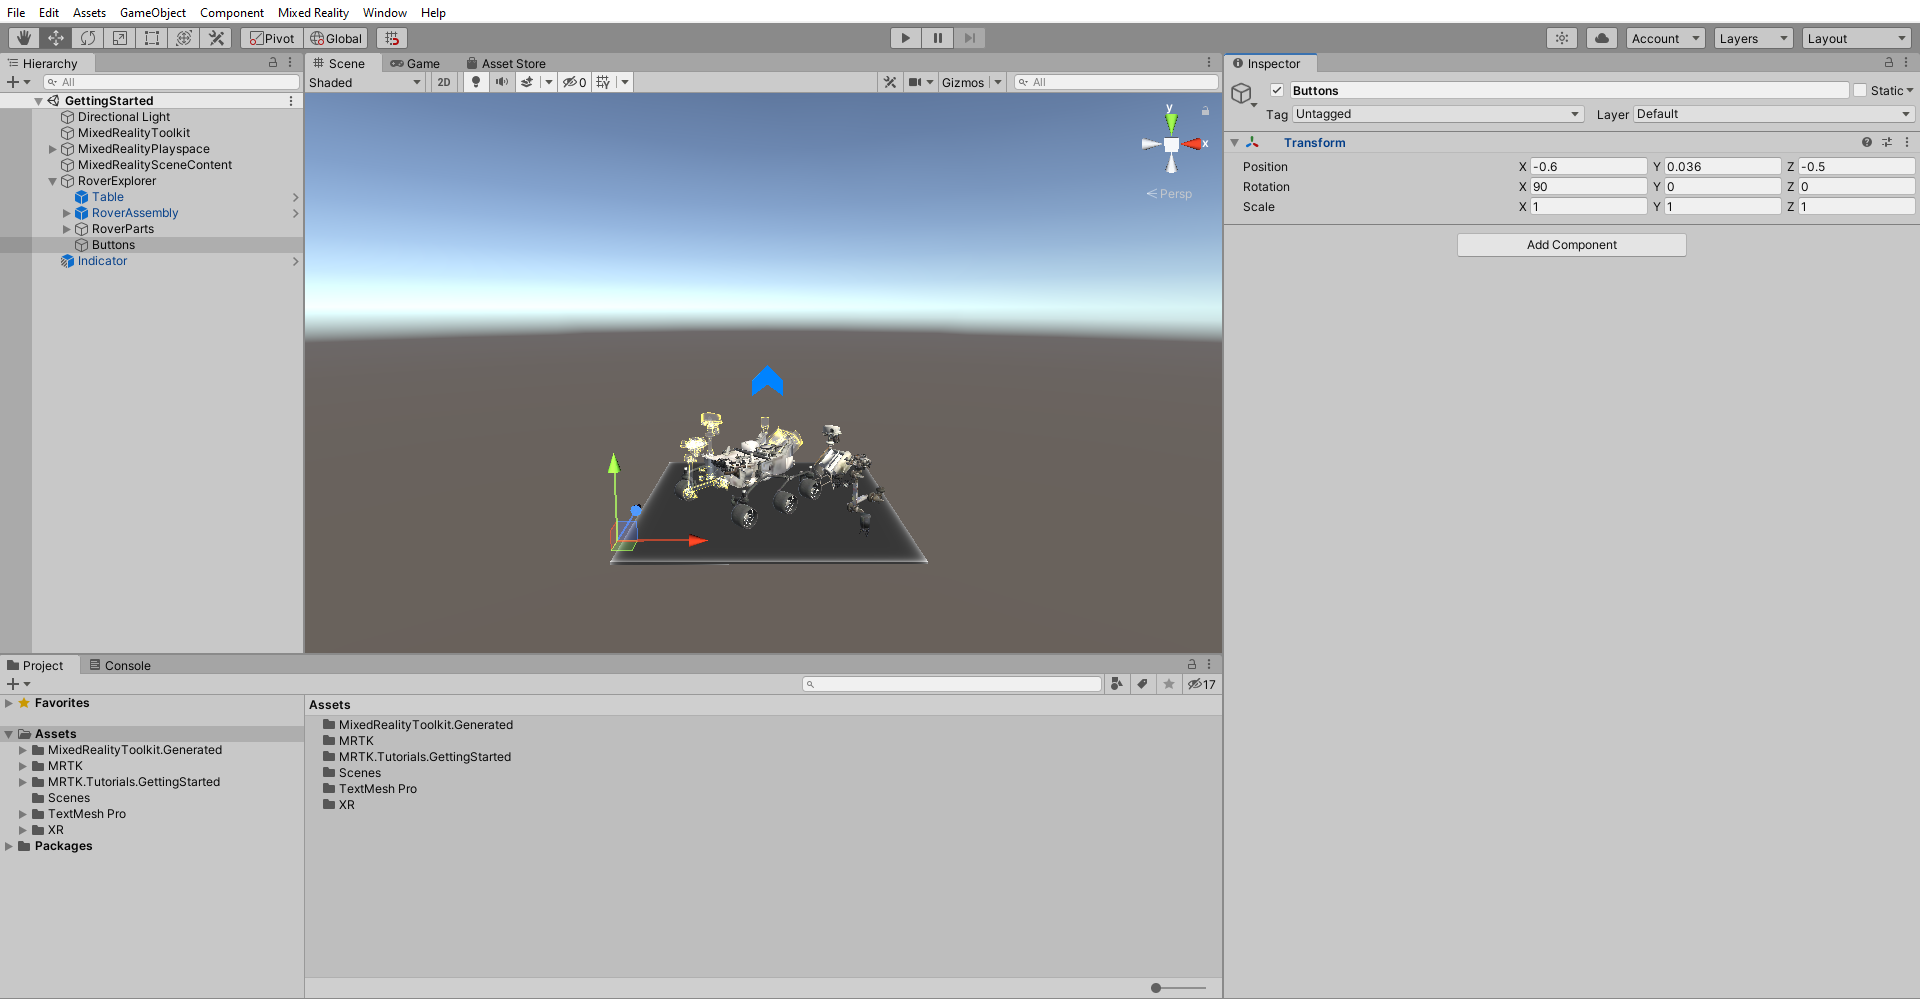 File Edit Assets GameObject Component Mixed Reality Window Help
Pivot Global Account Layers Layout
Hierarchy
All
GettingStarted
Directional Light
MixedRealityToolkit
MixedRealityPlayspace
MixedRealitySceneContent
RoverExplorer
Table
RoverAssembly
RoverParts
Buttons
Indicator
Scene Game Asset Store
Shaded 2D 0 Gizmos All
y
x
Persp
Inspector
Buttons Static
Tag Untagged Layer Default
Transform
Position X -0.6 Y 0.036 Z -0.5
Rotation X 90 Y 0 Z 0
Scale X 1 Y 1 Z 1
Add Component
Project Console
17
Favorites
Assets
MixedRealityToolkit.Generated
MRTK
MRTK.Tutorials.GettingStarted
Scenes
TextMesh Pro
XR
Packages
Assets
MixedRealityToolkit.Generated
MRTK
MRTK.Tutorials.GettingStarted
Scenes
TextMesh Pro
XR